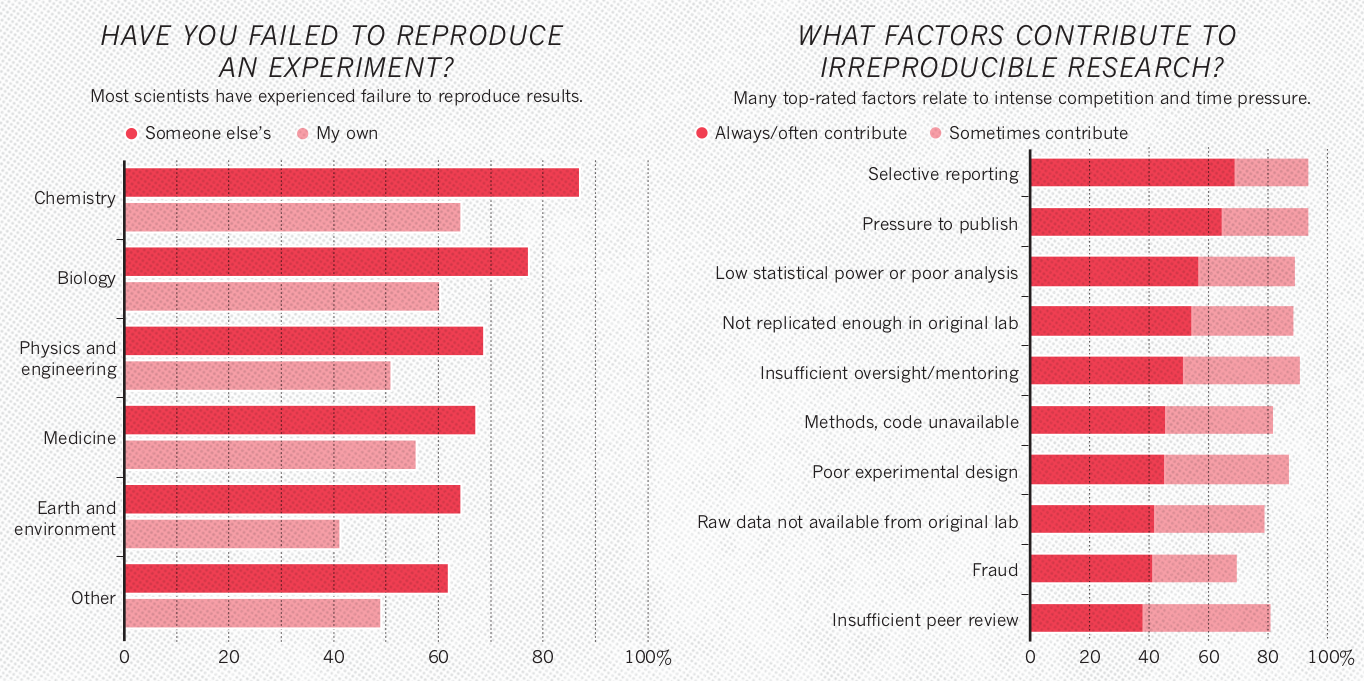 HAVE YOU FAILED TO REPRODUCE
AN EXPERIMENT?
Most scientists have experienced failure to reproduce results.
Someone else's
My own
Chemistry
Biology
Physics and
engineering
Medicine
Earth and
environment
Other
0 20 40 60 80 100%
WHAT FACTORS CONTRIBUTE TO
IRREPRODUCIBLE RESEARCH?
Many top-rated factors relate to intense competition and time pressure.
Always/often contribute
Sometimes contribute
Selective reporting
Pressure to publish
Low statistical power or poor analysis
Not replicated enough in original lab
Insufficient oversight/mentoring
Methods, code unavailable
Poor experimental design
Raw data not available from original lab
Fraud
Insufficient peer review
0 20 40 60 80 100%